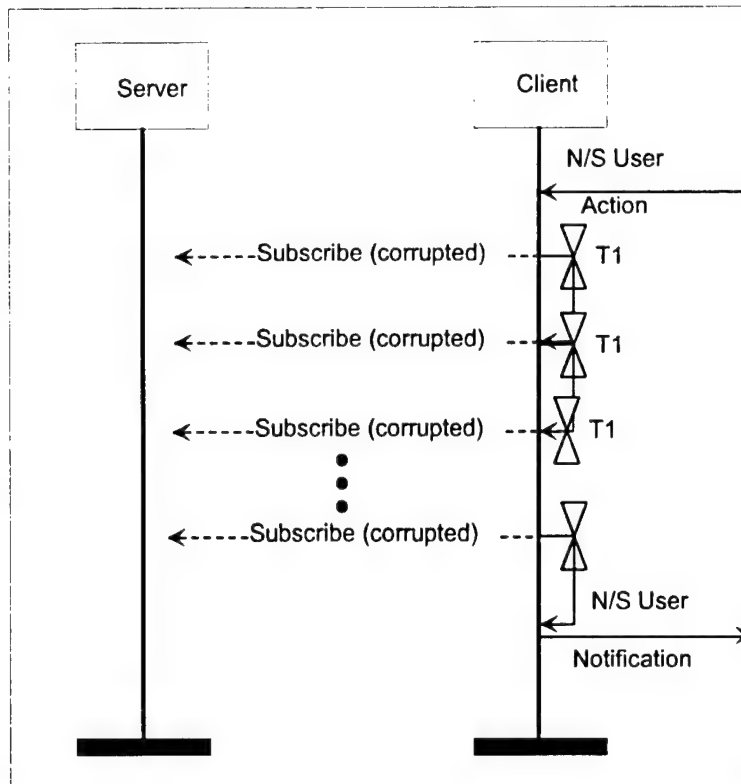 Server
Client
N/S User
Action
Subscribe (corrupted)
T1
Subscribe (corrupted)
T1
Subscribe (corrupted)
T1
Subscribe (corrupted)
N/S User
Notification